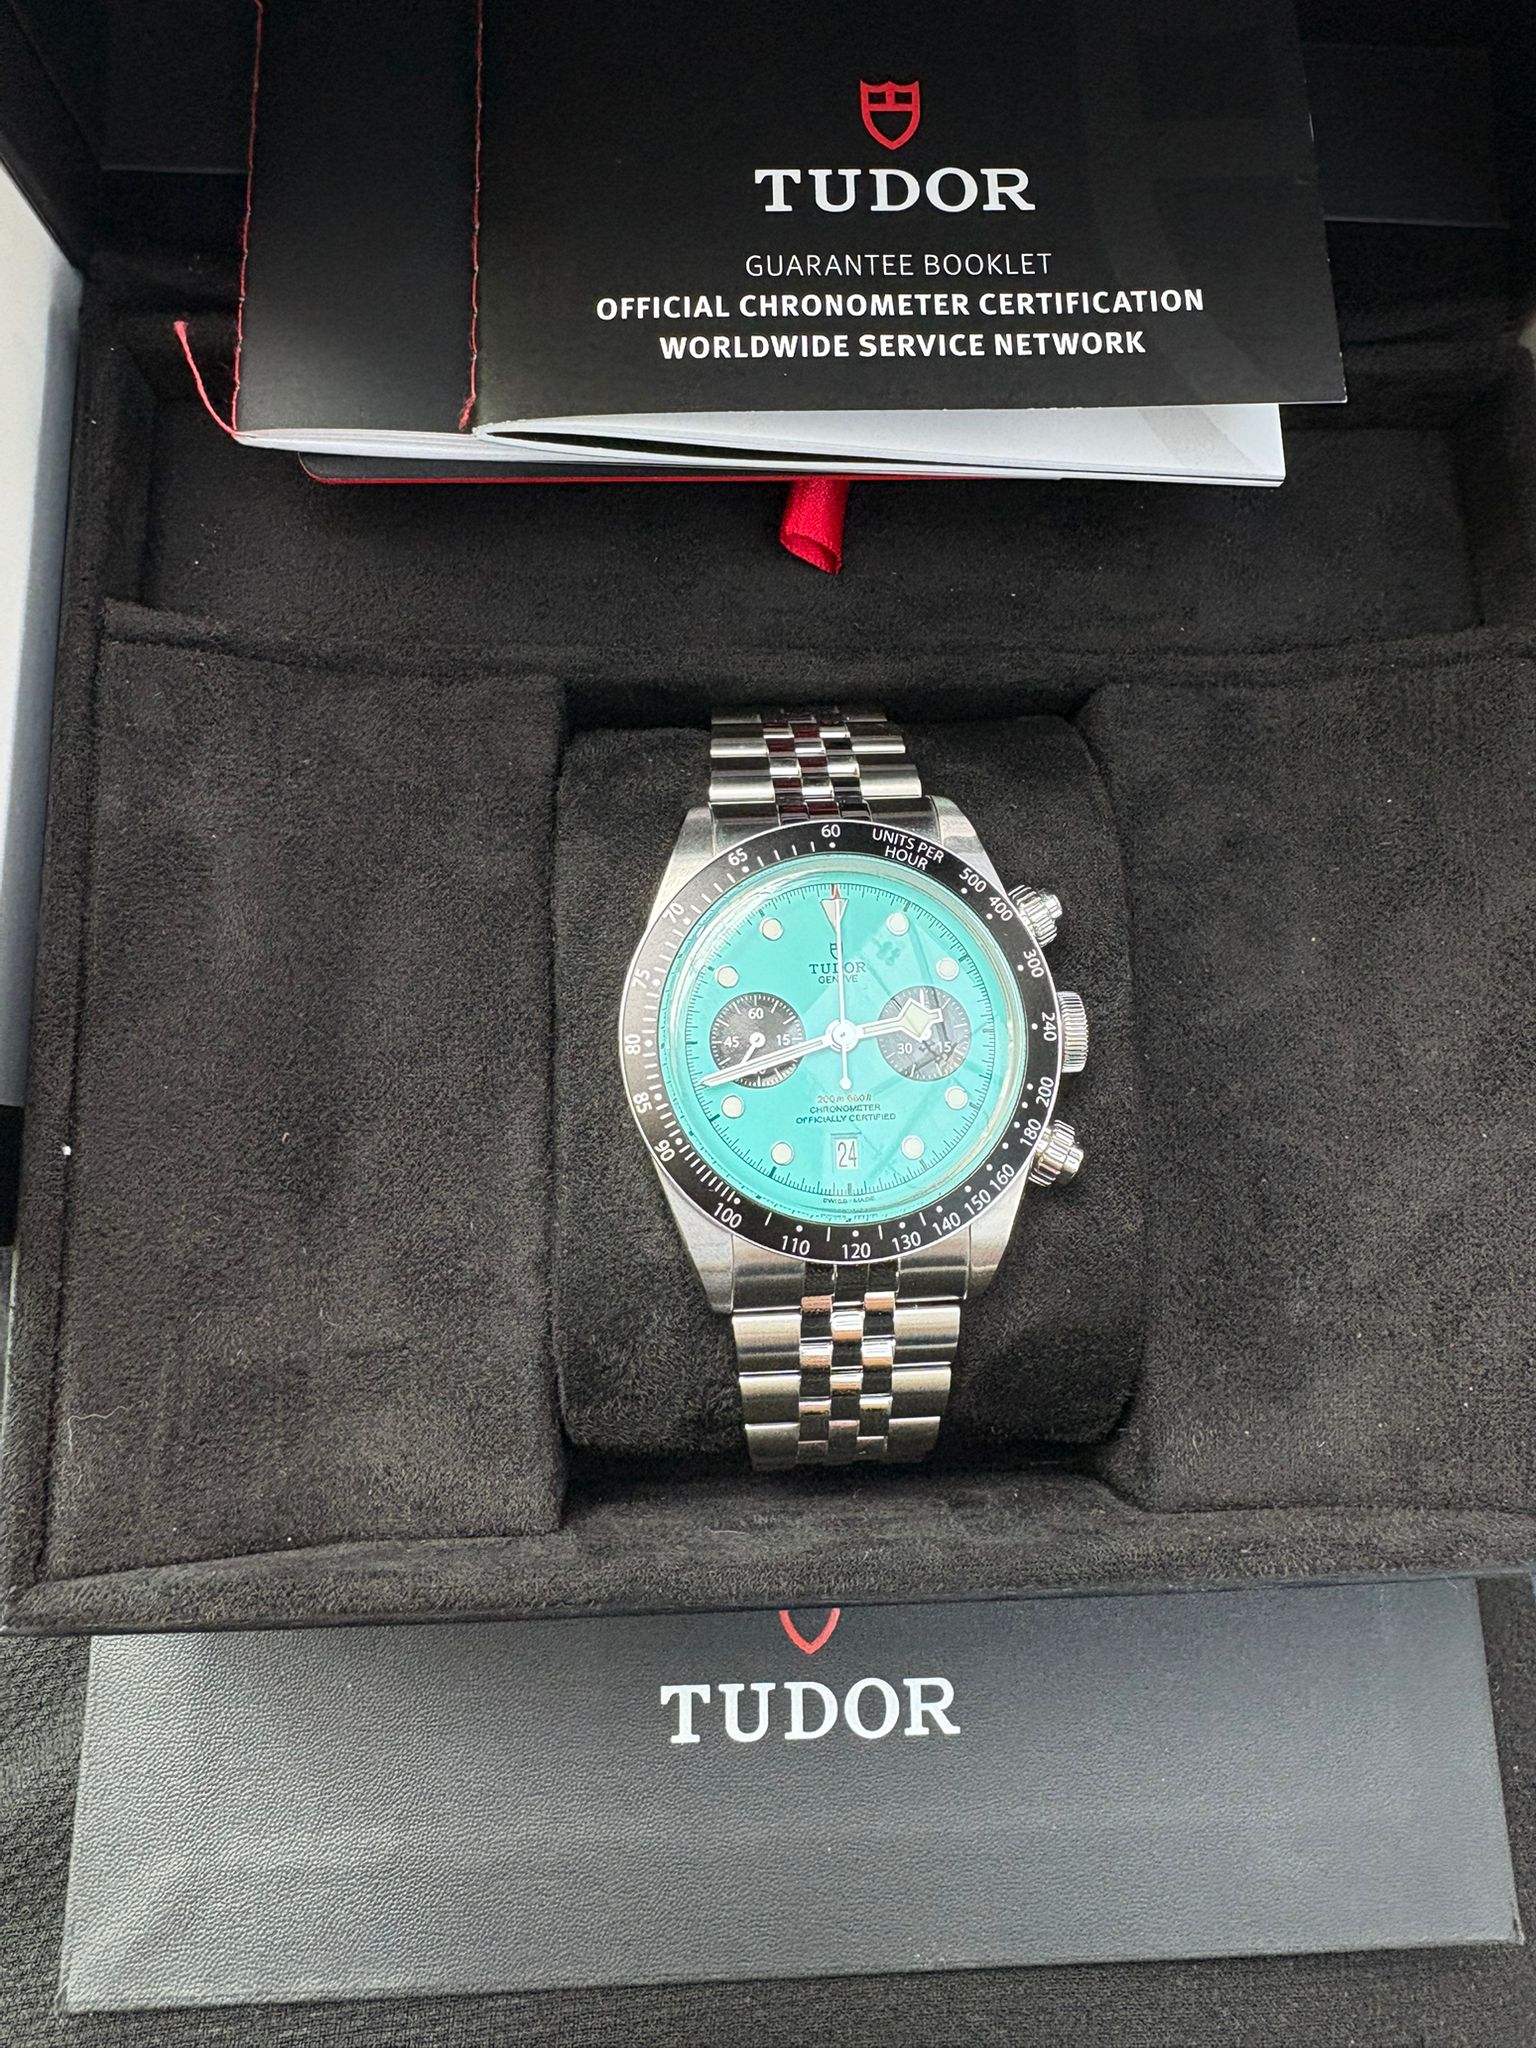 TUDOR
GUARANTEE BOOKLET
OFFICIAL CHRONOMETER CERTIFICATION
WORLDWIDE SERVICE NETWORK
60
UNITS PER
HOUR
500
400
300
240
200
180
160
150
140
130
120
110
100
90
85
80
75
70
65
TUDOR
GENEVE
60
45 15
30 15
200m 660ft
CHRONOMETER
OFFICIALLY CERTIFIED
24
SWISS MADE
TUDOR